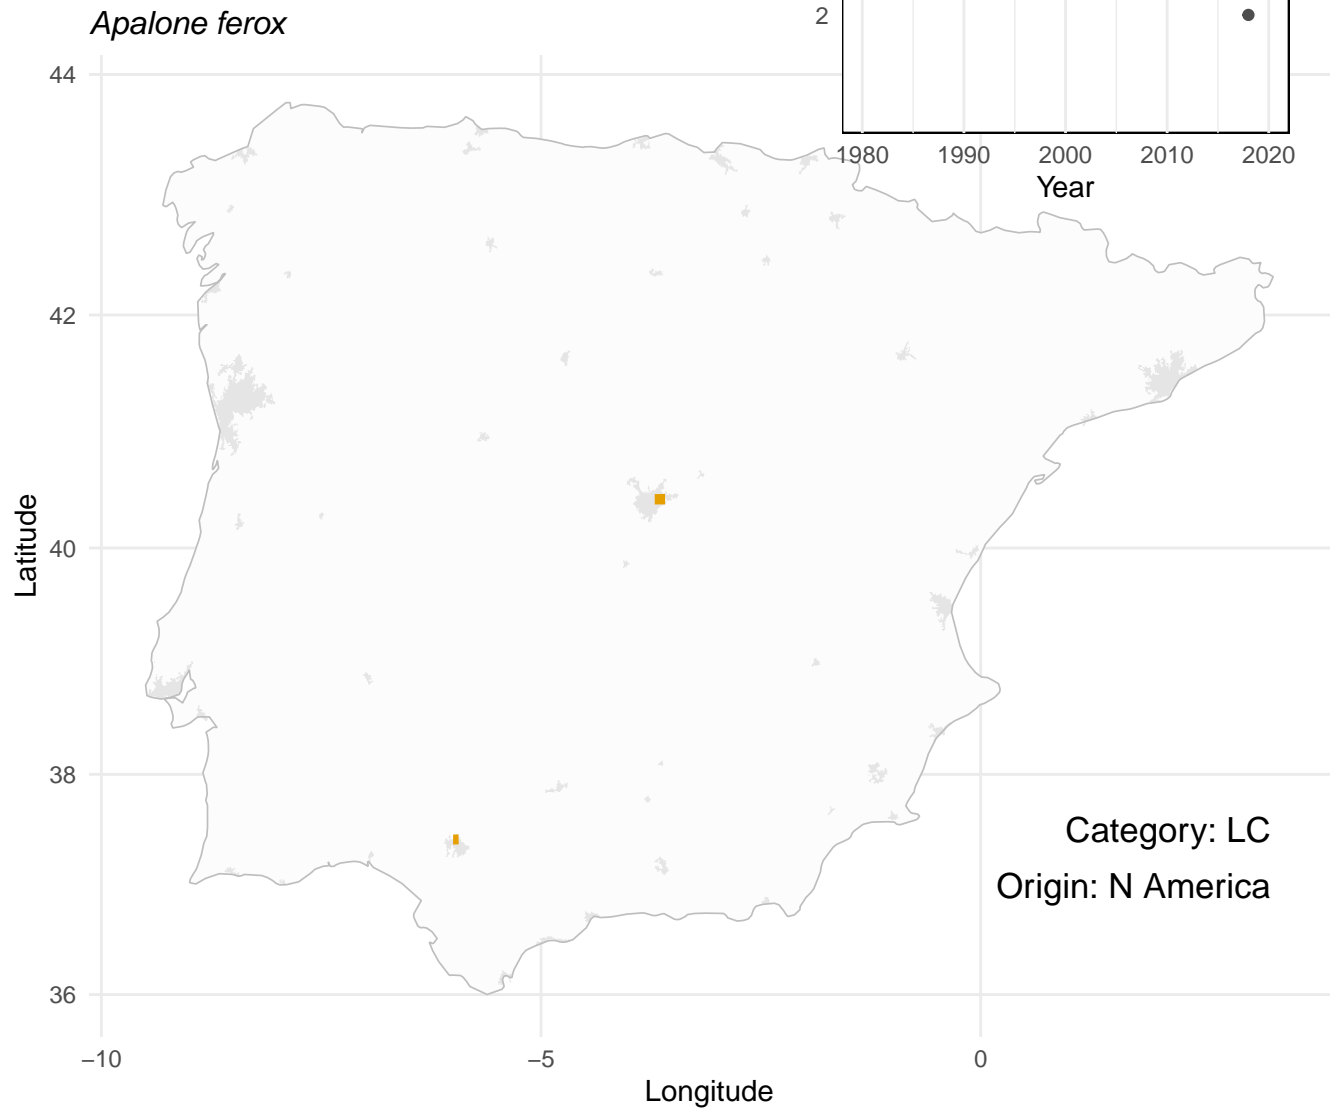 Apalone ferox
2
1980 1990 2000 2010 2020
Year
44
42
40
38
36
Latitude
Category: LC
Origin: N America
−10 −5 0
Longitude